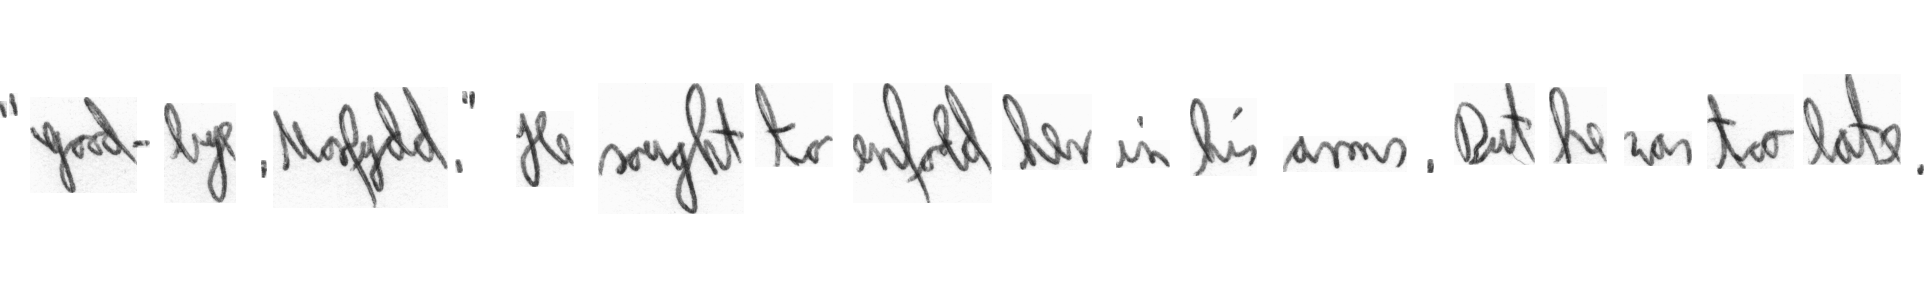 "good-bye, Morfydd." He sought to enfold her in his arms. But he was too late.